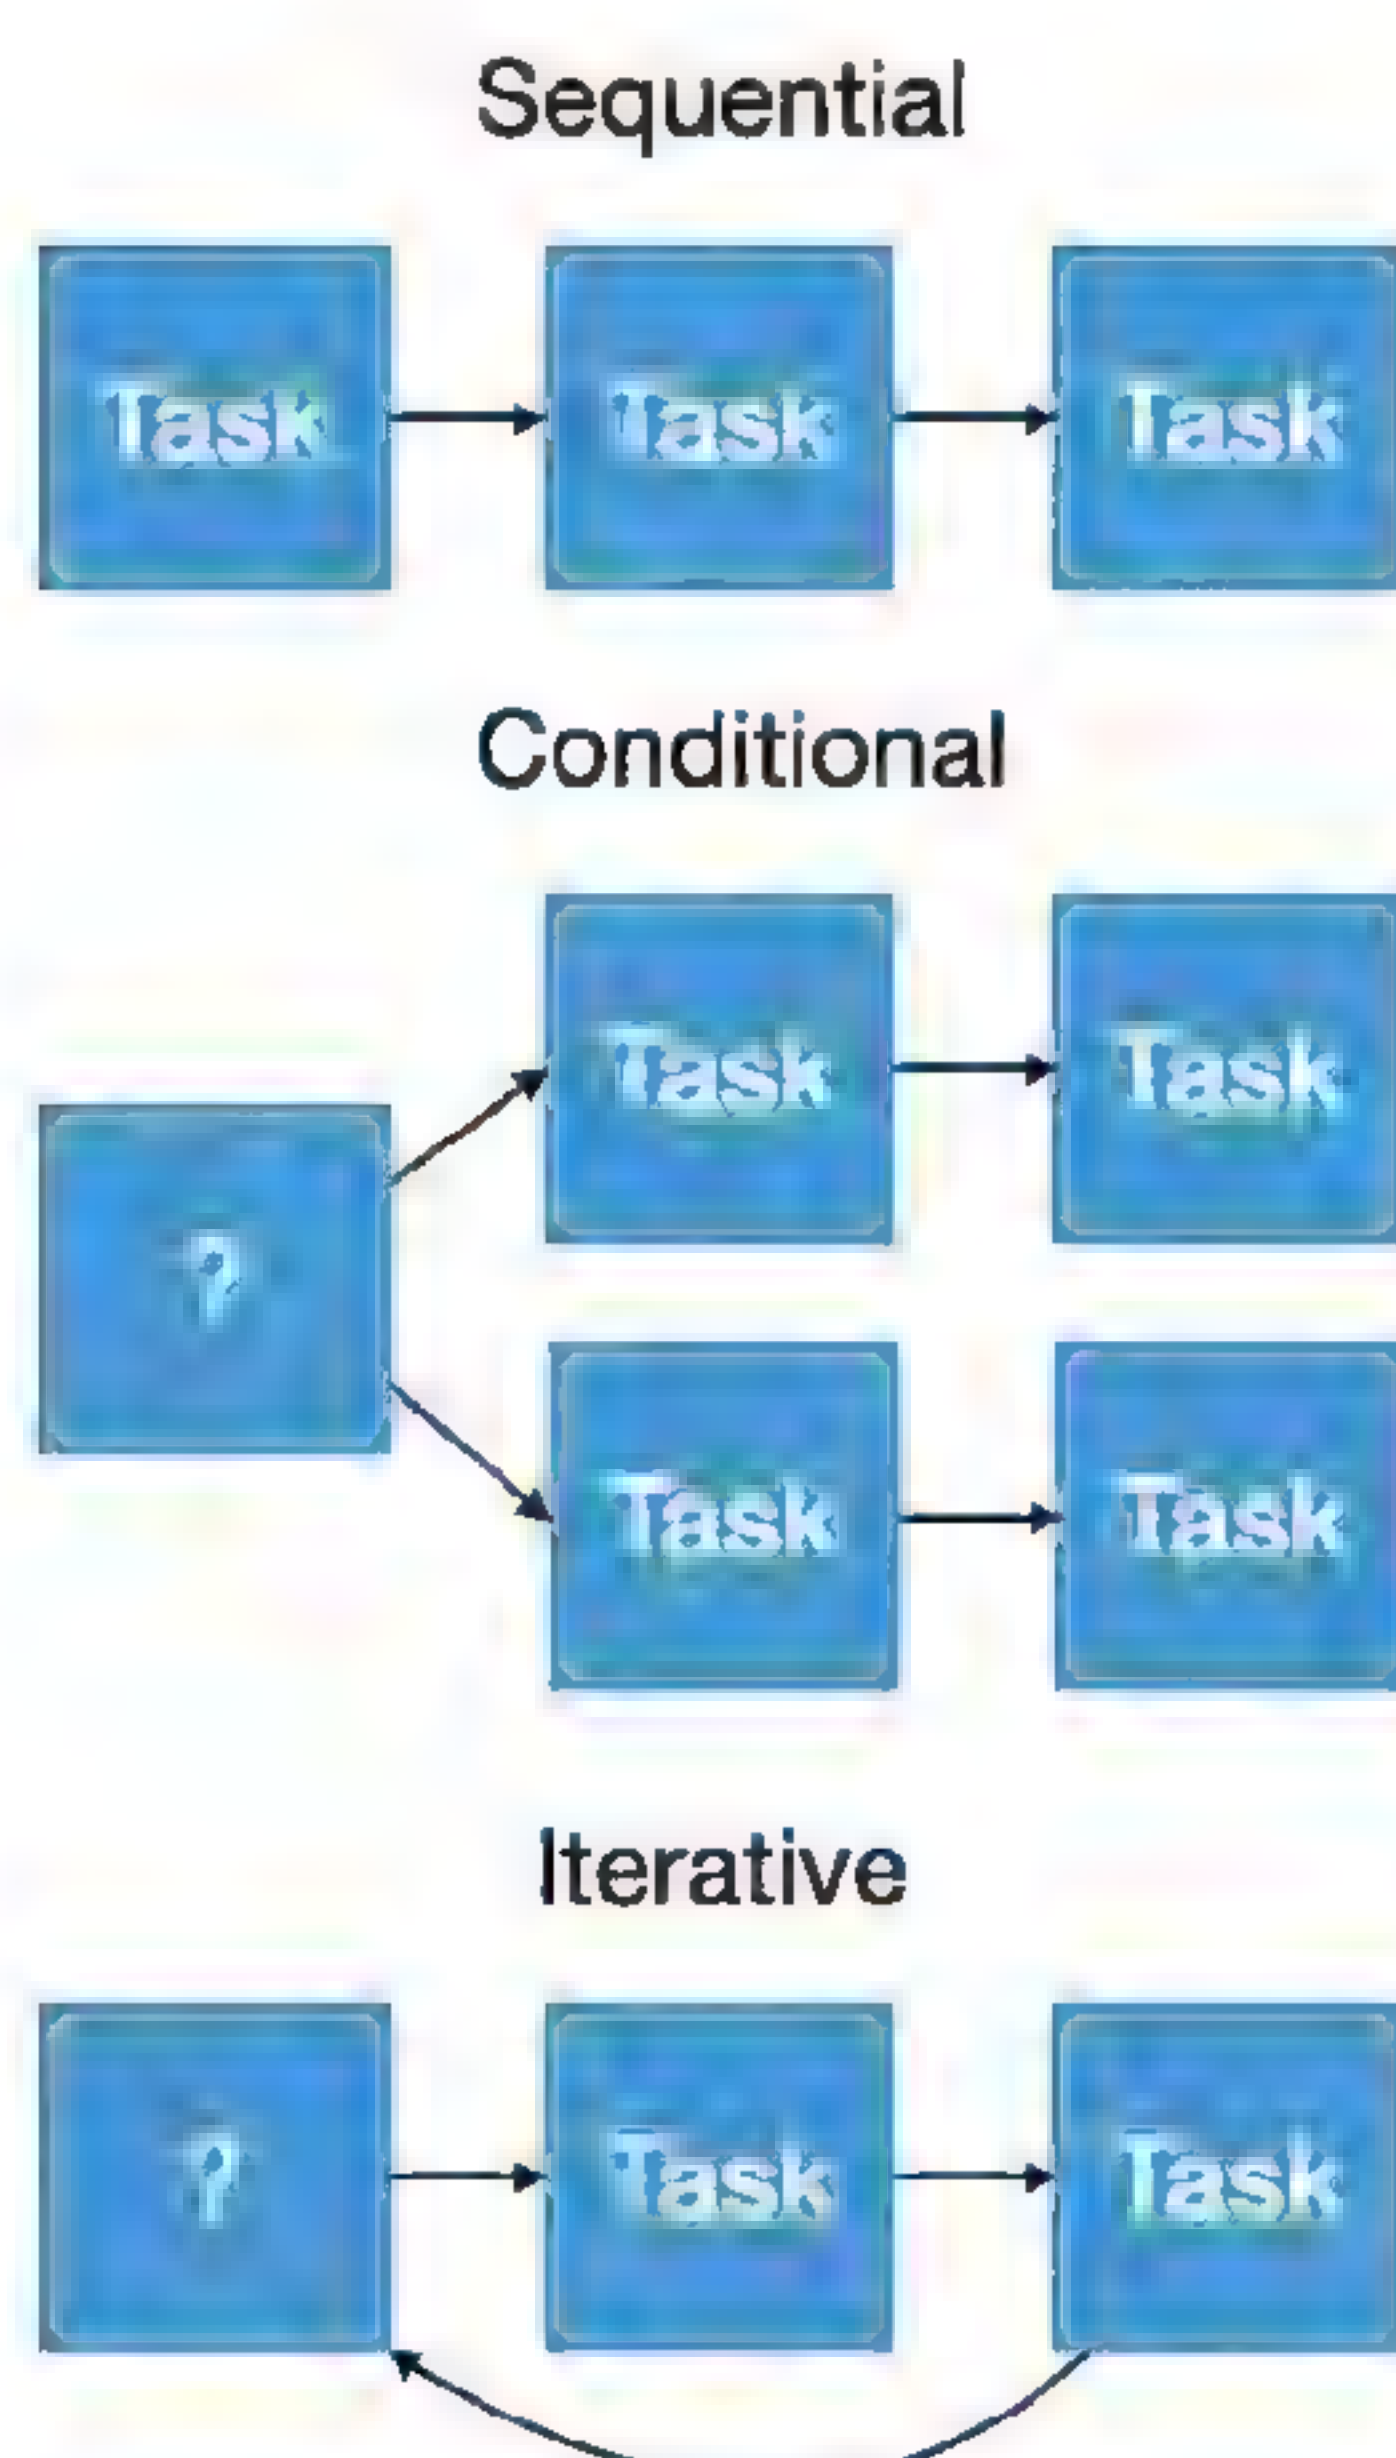 Sequential
Task Task Task
Conditional
Task Task
?
Task Task
Iterative
? Task Task